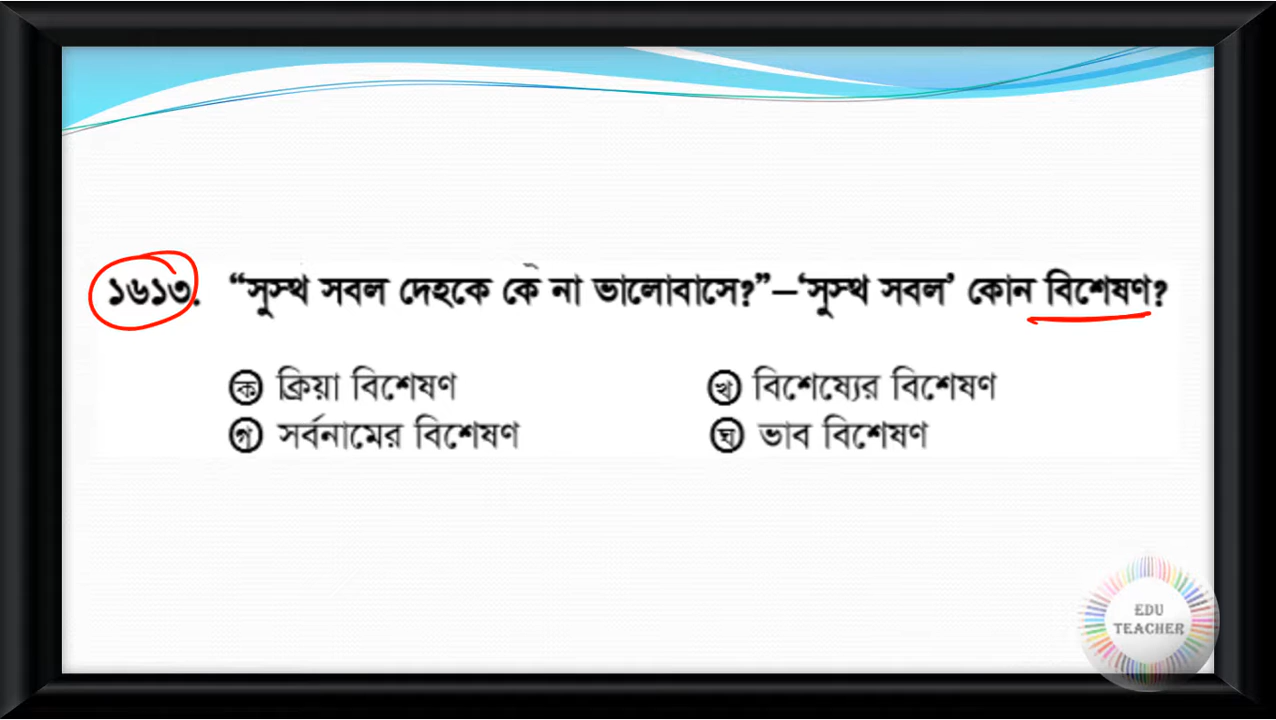 ১৬১৩. “সুস্থ সবল দেহকে কে না ভালোবাসে?”–‘সুস্থ সবল’ কোন বিশেষণ?
ক ক্রিয়া বিশেষণ খ বিশেষ্যের বিশেষণ
গ সর্বনামের বিশেষণ ঘ ভাব বিশেষণ
EDU
TEACHER